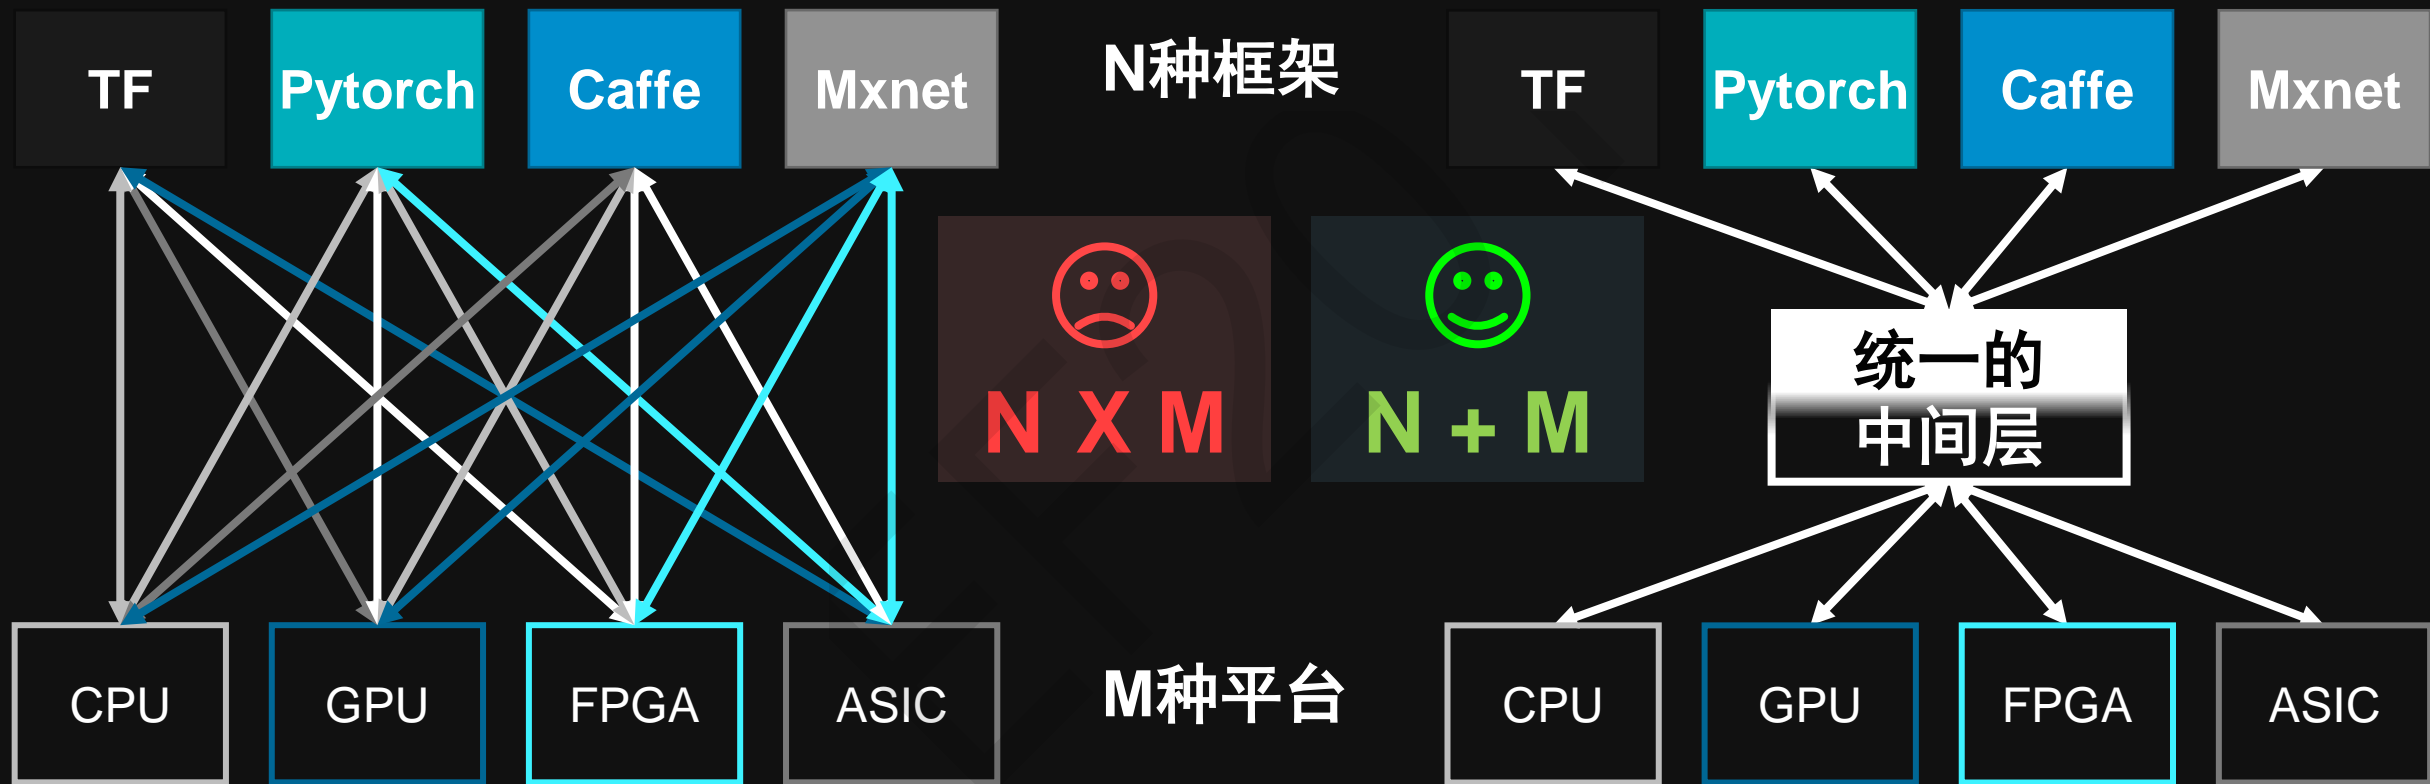 TF
Pytorch
Caffe
Mxnet
N种框架
TF
Pytorch
Caffe
Mxnet
N X M
N + M
统一的
中间层
CPU
GPU
FPGA
ASIC
M种平台
CPU
GPU
FPGA
ASIC